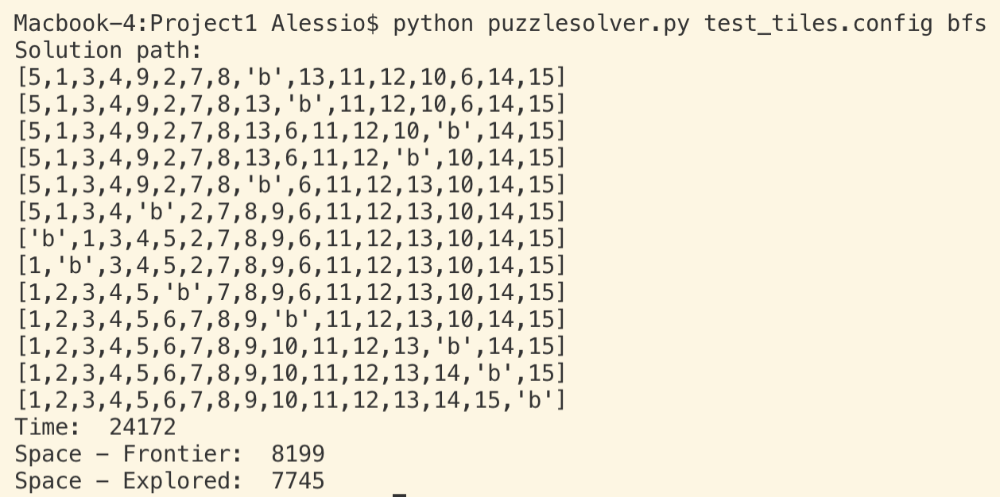 Macbook-4:Project1 Alessio$ python puzzlesolver.py test_tiles.config bfs
Solution path:
[5,1,3,4,9,2,7,8,'b',13,11,12,10,6,14,15]
[5,1,3,4,9,2,7,8,13,'b',11,12,10,6,14,15]
[5,1,3,4,9,2,7,8,13,6,11,12,10,'b',14,15]
[5,1,3,4,9,2,7,8,13,6,11,12,'b',10,14,15]
[5,1,3,4,9,2,7,8,'b',6,11,12,13,10,14,15]
[5,1,3,4,'b',2,7,8,9,6,11,12,13,10,14,15]
['b',1,3,4,5,2,7,8,9,6,11,12,13,10,14,15]
[1,'b',3,4,5,2,7,8,9,6,11,12,13,10,14,15]
[1,2,3,4,5,'b',7,8,9,6,11,12,13,10,14,15]
[1,2,3,4,5,6,7,8,9,'b',11,12,13,10,14,15]
[1,2,3,4,5,6,7,8,9,10,11,12,13,'b',14,15]
[1,2,3,4,5,6,7,8,9,10,11,12,13,14,'b',15]
[1,2,3,4,5,6,7,8,9,10,11,12,13,14,15,'b']
Time:  24172
Space - Frontier:  8199
Space - Explored:  7745